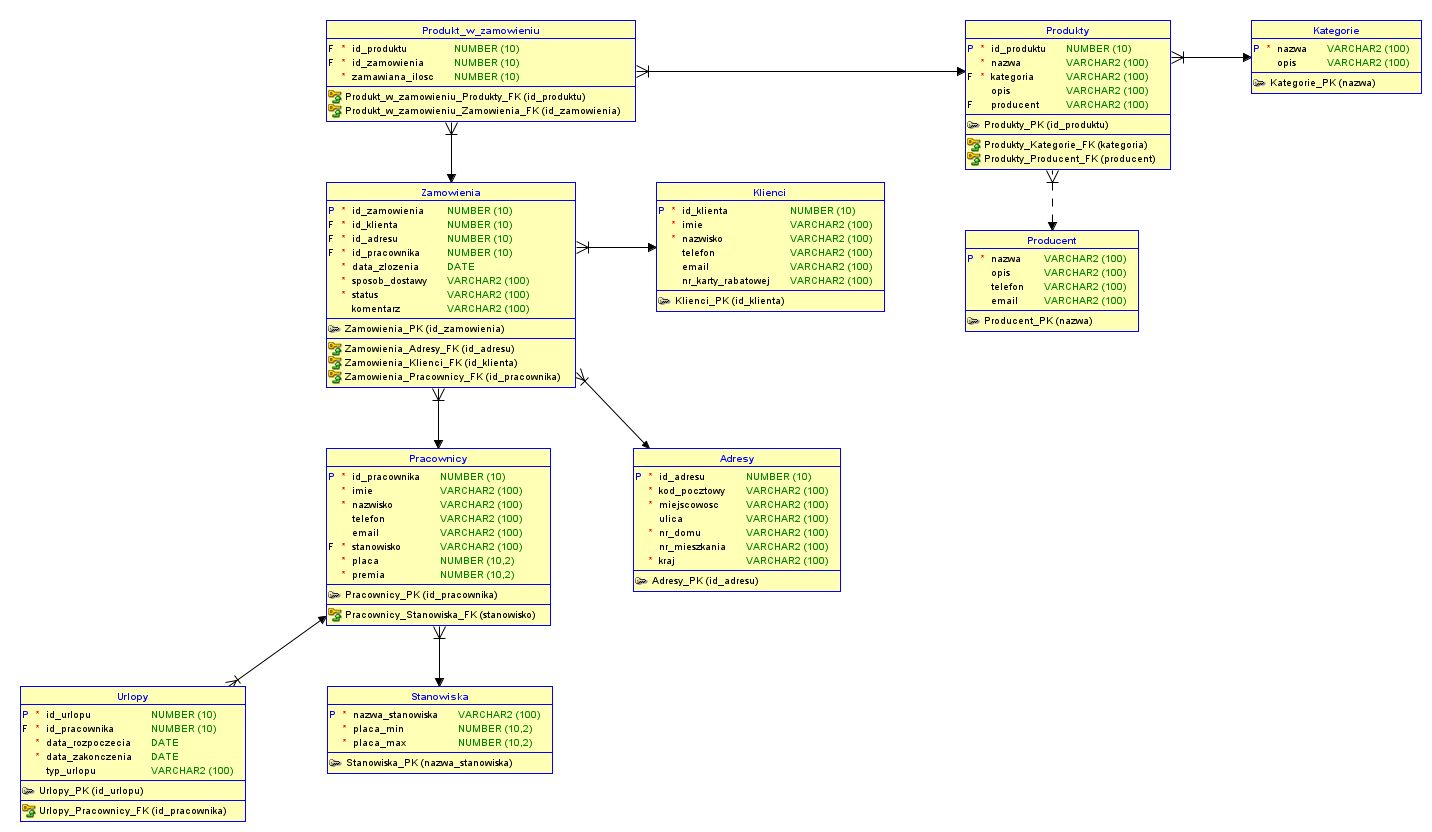 Produkt_w_zamowieniu
F * id_produktu NUMBER (10)
F * id_zamowienia NUMBER (10)
* zamawiana_ilosc NUMBER (10)
Produkt_w_zamowieniu_Produkty_FK (id_produktu)
Produkt_w_zamowieniu_Zamowienia_FK (id_zamowienia)
Produkty
P * id_produktu NUMBER (10)
* nazwa VARCHAR2 (100)
F * kategoria VARCHAR2 (100)
opis VARCHAR2 (100)
F producent VARCHAR2 (100)
Produkty_PK (id_produktu)
Produkty_Kategorie_FK (kategoria)
Produkty_Producent_FK (producent)
Kategorie
P * nazwa VARCHAR2 (100)
opis VARCHAR2 (100)
Kategorie_PK (nazwa)
Zamowienia
P * id_zamowienia NUMBER (10)
F * id_klienta NUMBER (10)
F * id_adresu NUMBER (10)
F * id_pracownika NUMBER (10)
* data_zlozenia DATE
* sposob_dostawy VARCHAR2 (100)
* status VARCHAR2 (100)
komentarz VARCHAR2 (100)
Zamowienia_PK (id_zamowienia)
Zamowienia_Adresy_FK (id_adresu)
Zamowienia_Klienci_FK (id_klienta)
Zamowienia_Pracownicy_FK (id_pracownika)
Klienci
P * id_klienta NUMBER (10)
* imie VARCHAR2 (100)
* nazwisko VARCHAR2 (100)
telefon VARCHAR2 (100)
email VARCHAR2 (100)
nr_karty_rabatowej VARCHAR2 (100)
Klienci_PK (id_klienta)
Producent
P * nazwa VARCHAR2 (100)
opis VARCHAR2 (100)
telefon VARCHAR2 (100)
email VARCHAR2 (100)
Producent_PK (nazwa)
Pracownicy
P * id_pracownika NUMBER (10)
* imie VARCHAR2 (100)
* nazwisko VARCHAR2 (100)
telefon VARCHAR2 (100)
email VARCHAR2 (100)
F * stanowisko VARCHAR2 (100)
* placa NUMBER (10,2)
* premia NUMBER (10,2)
Pracownicy_PK (id_pracownika)
Pracownicy_Stanowiska_FK (stanowisko)
Adresy
P * id_adresu NUMBER (10)
* kod_pocztowy VARCHAR2 (100)
* miejscowosc VARCHAR2 (100)
ulica VARCHAR2 (100)
* nr_domu VARCHAR2 (100)
nr_mieszkania VARCHAR2 (100)
* kraj VARCHAR2 (100)
Adresy_PK (id_adresu)
Urlopy
P * id_urlopu NUMBER (10)
F * id_pracownika NUMBER (10)
* data_rozpoczecia DATE
* data_zakonczenia DATE
typ_urlopu VARCHAR2 (100)
Urlopy_PK (id_urlopu)
Urlopy_Pracownicy_FK (id_pracownika)
Stanowiska
P * nazwa_stanowiska VARCHAR2 (100)
* placa_min NUMBER (10,2)
* placa_max NUMBER (10,2)
Stanowiska_PK (nazwa_stanowiska)